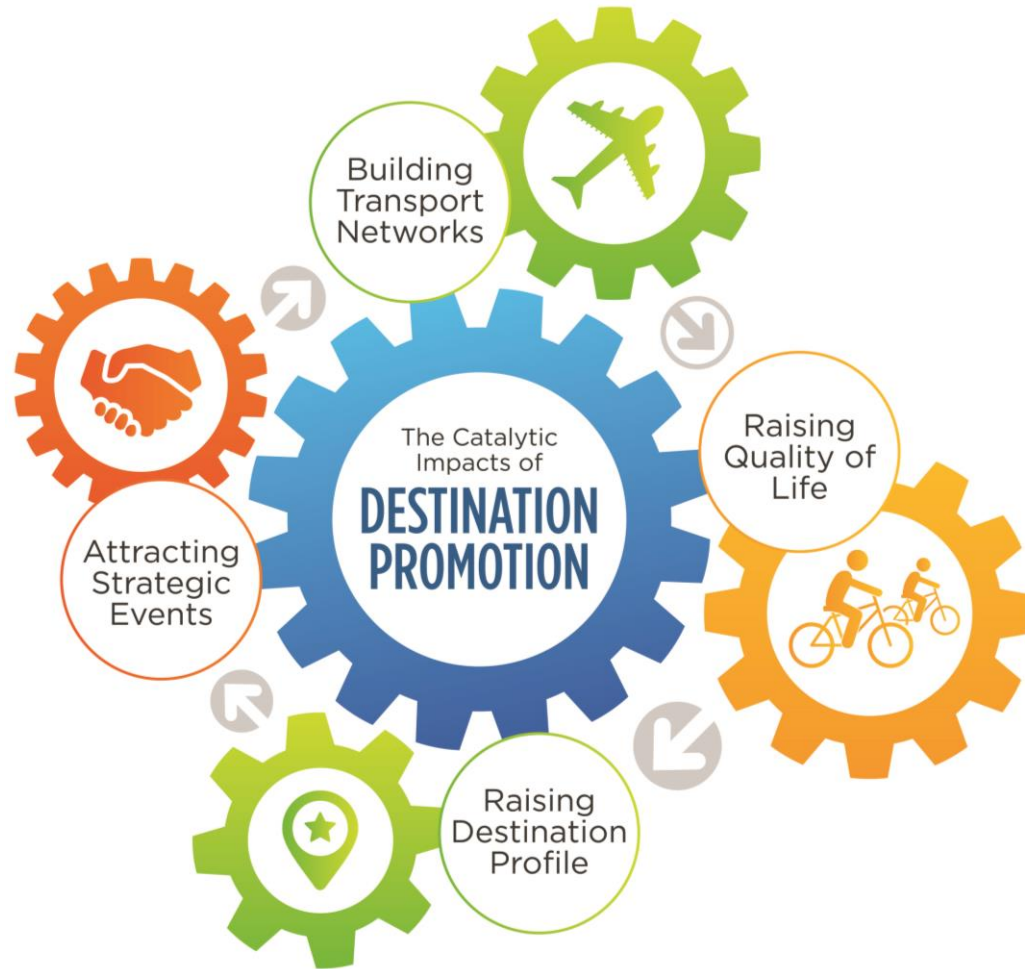 Building
Transport
Networks
The Catalytic
Impacts of
DESTINATION
PROMOTION
Raising
Quality of
Life
Attracting
Strategic
Events
Raising
Destination
Profile